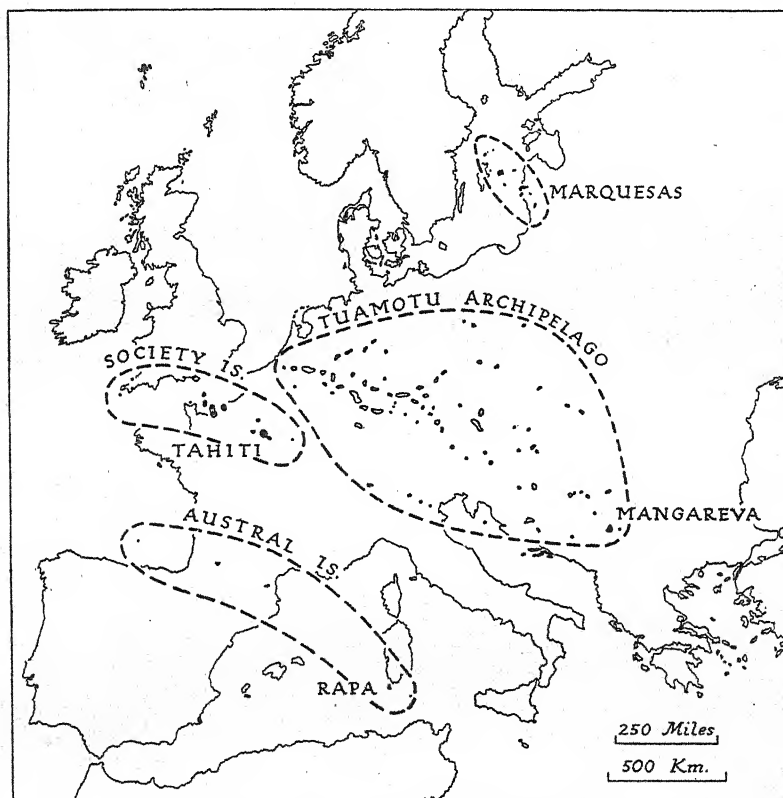 MARQUESAS
TUAMOTU ARCHIPELAGO
SOCIETY IS.
TAHITI
MANGAREVA
AUSTRAL IS.
RAPA
250 Miles
500 Km.